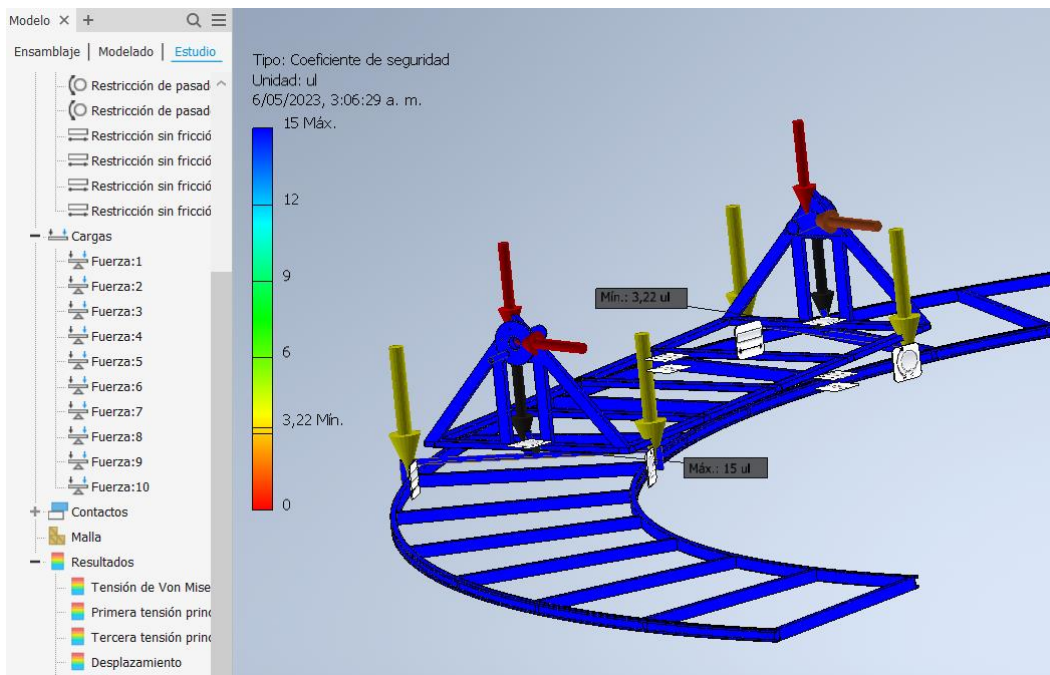 Modelo × +
Ensamblaje | Modelado | Estudio
Restricción de pasad
Restricción de pasad
Restricción sin fricció
Restricción sin fricció
Restricción sin fricció
Restricción sin fricció
Cargas
Fuerza:1
Fuerza:2
Fuerza:3
Fuerza:4
Fuerza:5
Fuerza:6
Fuerza:7
Fuerza:8
Fuerza:9
Fuerza:10
Contactos
Malla
Resultados
Tensión de Von Mise
Primera tensión princ
Tercera tensión princ
Desplazamiento
Tipo: Coeficiente de seguridad
Unidad: ul
6/05/2023, 3:06:29 a. m.
15 Máx.
12
9
6
3,22 Mín.
0
Mín.: 3,22 ul
Máx.: 15 ul